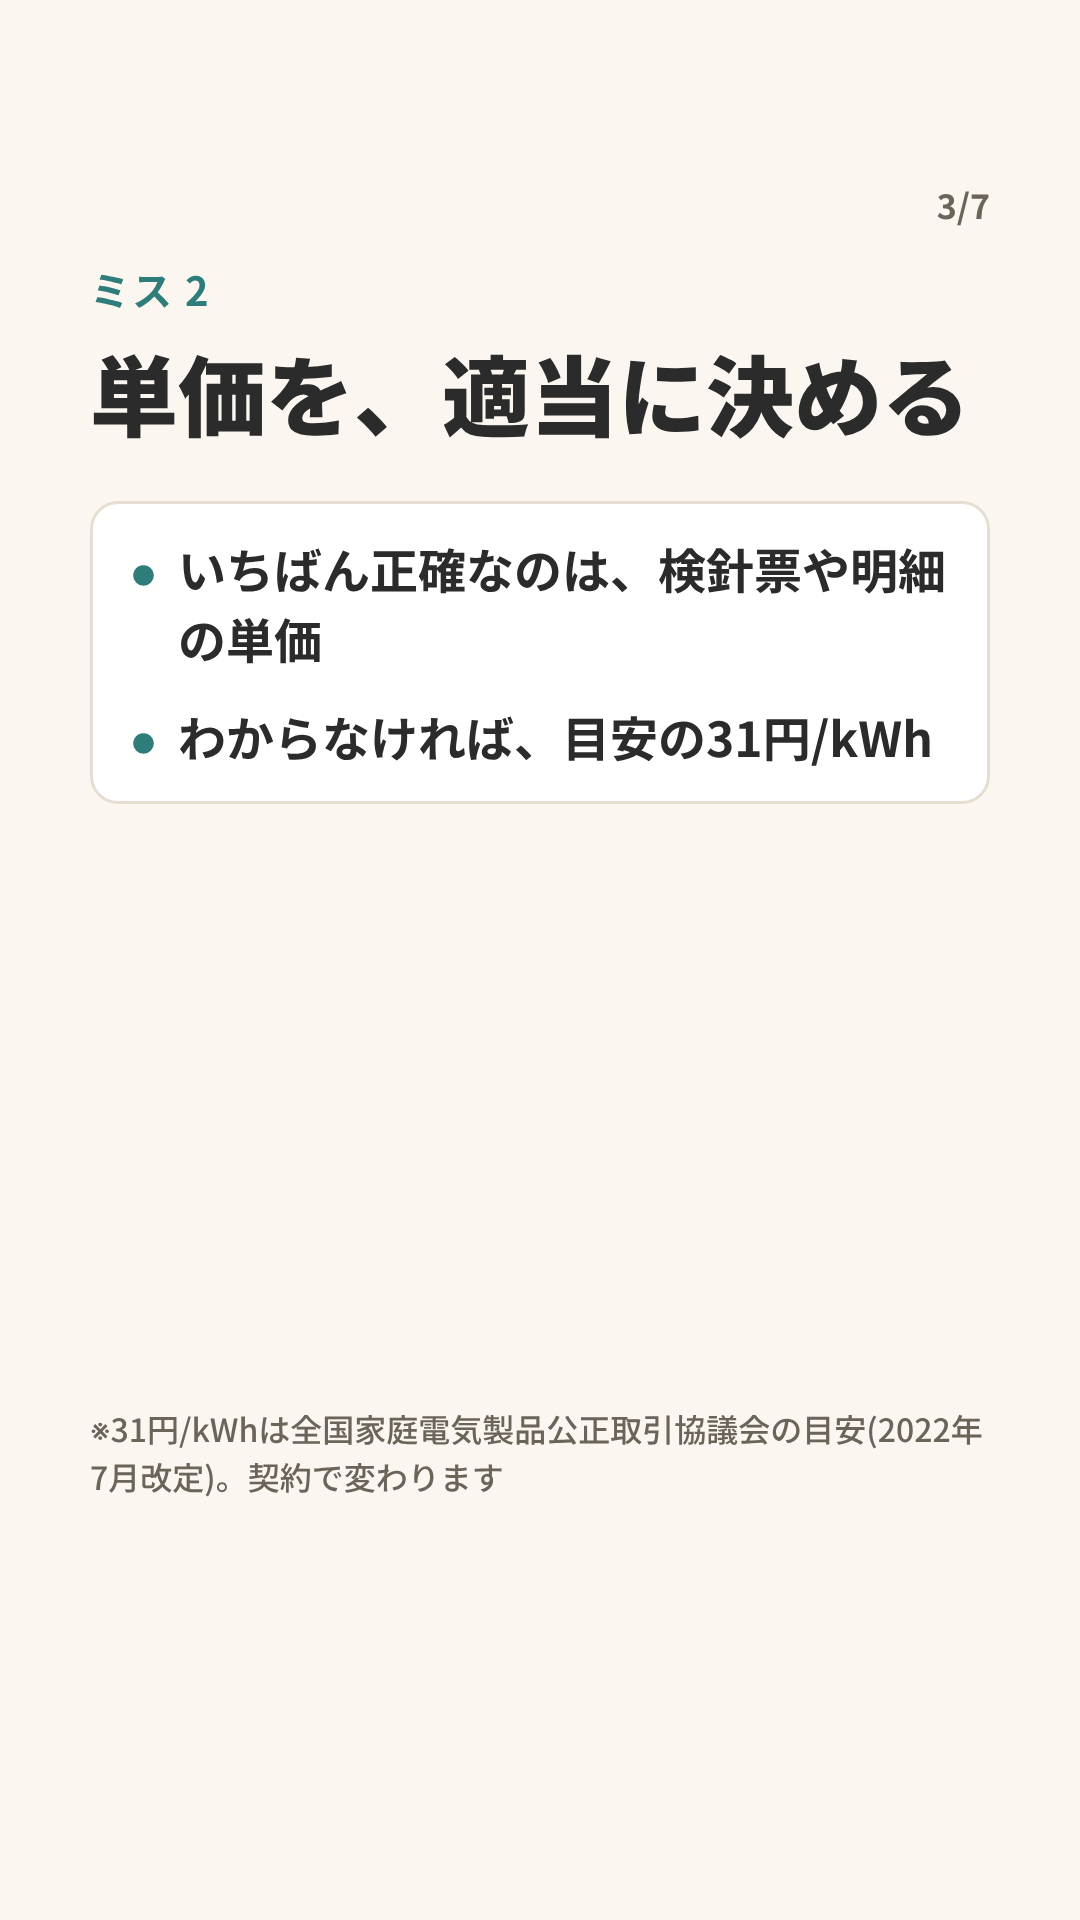 3/7
ミス 2
単価を、適当に決める
● いちばん正確なのは、検針票や明細
の単価
● わからなければ、目安の31円/kWh
※31円/kWhは全国家庭電気製品公正取引協議会の目安(2022年
7月改定)。契約で変わります